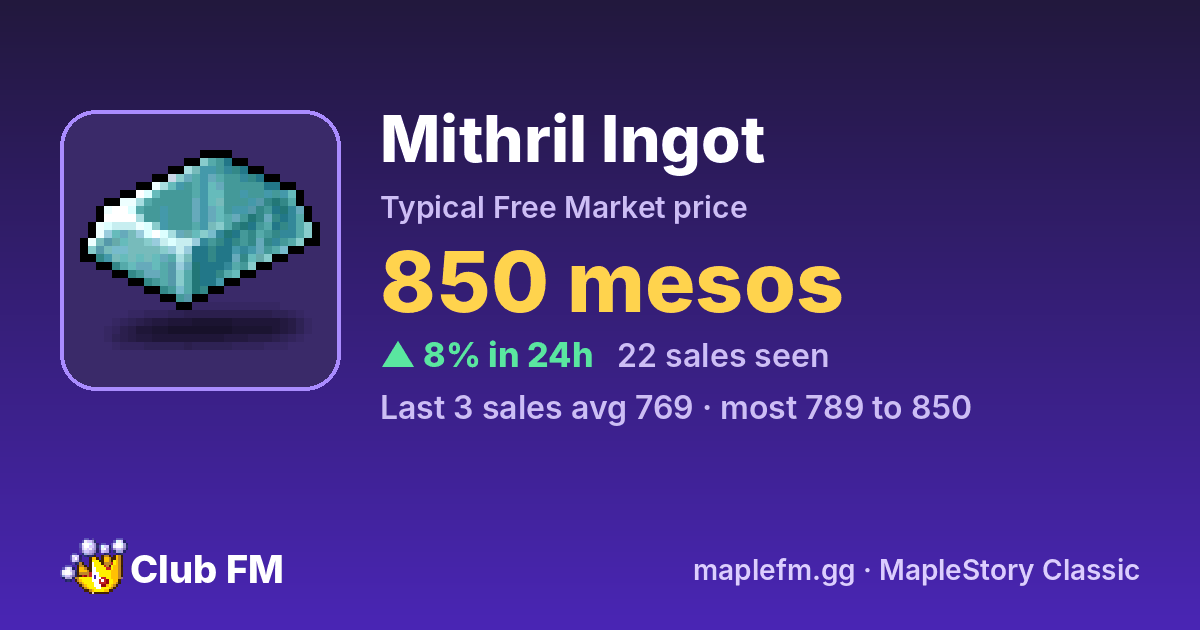 Mithril Ingot
Typical Free Market price
850 mesos
▲ 8% in 24h 22 sales seen
Last 3 sales avg 769 · most 789 to 850
Club FM
maplefm.gg · MapleStory Classic